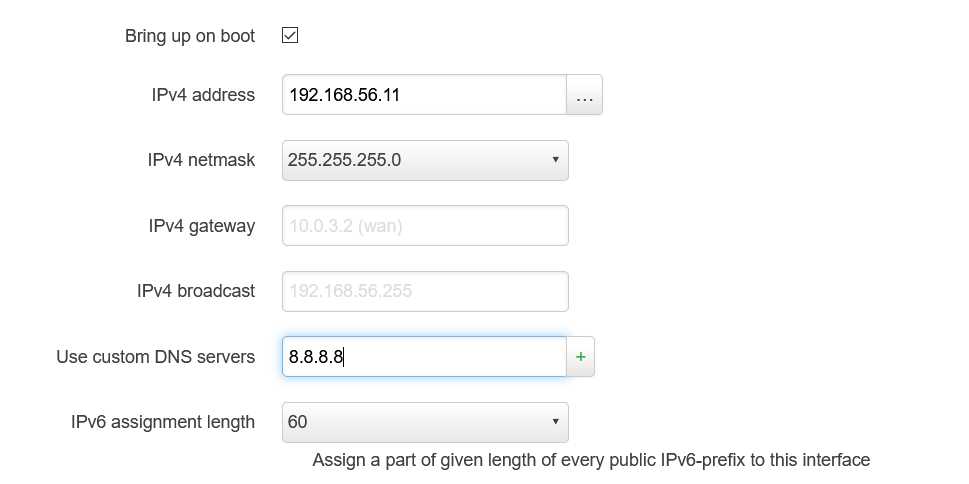 Bring up on boot
IPv4 address 192.168.56.11 ...
IPv4 netmask 255.255.255.0
IPv4 gateway 10.0.3.2 (wan)
IPv4 broadcast 192.168.56.255
Use custom DNS servers 8.8.8.8 +
IPv6 assignment length 60
Assign a part of given length of every public IPv6-prefix to this interface